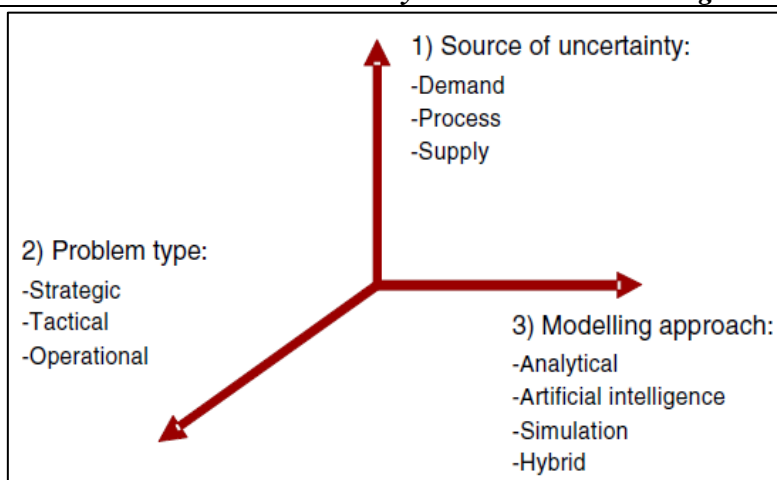 1) Source of uncertainty:
-Demand
-Process
-Supply
2) Problem type:
-Strategic
-Tactical
-Operational
3) Modelling approach:
-Analytical
-Artificial intelligence
-Simulation
-Hybrid